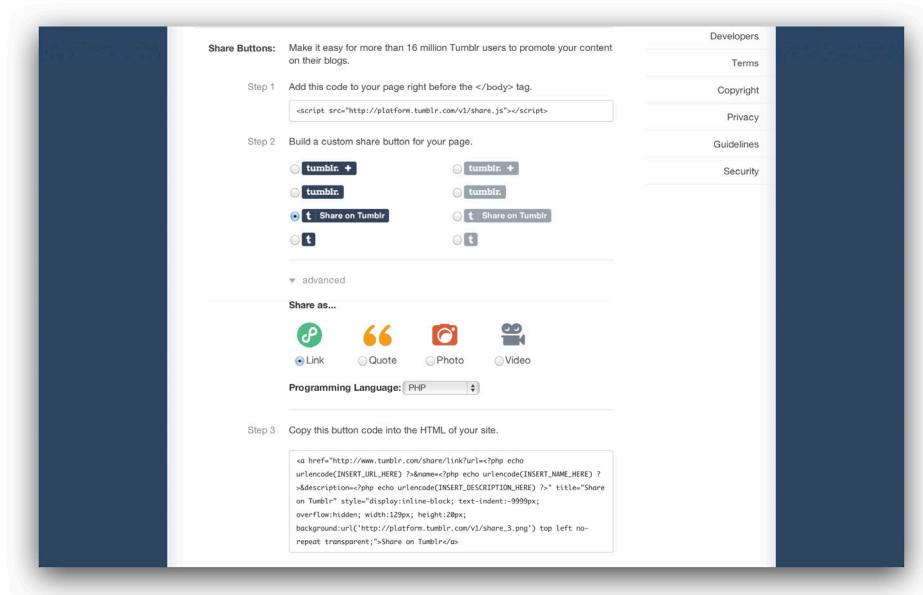 Developers
Terms
Copyright
Privacy
Guidelines
Security
Share Buttons: Make it easy for more than 16 million Tumblr users to promote your content
on their blogs.
Step 1 Add this code to your page right before the </body> tag.
<script src="http://platform.tumblr.com/v1/share.js"></script>
Step 2 Build a custom share button for your page.
tumblr. + tumblr. +
tumblr. tumblr.
t Share on Tumblr t Share on Tumblr
t t
advanced
Share as...
Link Quote Photo Video
Programming Language: PHP
Step 3 Copy this button code into the HTML of your site.
<a href="http://www.tumblr.com/share/link?url=<?php echo
urlencode(INSERT_URL_HERE) ?>&name=<?php echo urlencode(INSERT_NAME_HERE) ?
>&description=<?php echo urlencode(INSERT_DESCRIPTION_HERE) ?>" title="Share
on Tumblr" style="display:inline-block; text-indent:-9999px;
overflow:hidden; width:129px; height:20px;
background:url('http://platform.tumblr.com/v1/share_3.png') top left no-
repeat transparent;">Share on Tumblr</a>